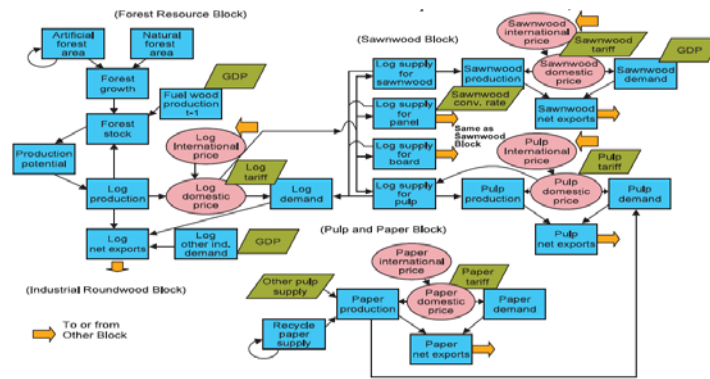 (Forest Resource Block)
Artificial
forest area
Natural
forest area
Forest
growth
GDP
Fuel wood
production
t-1
Forest
stock
Production
potential
Log
International
price
Log
tariff
Log
production
Log
domestic
price
Log
demand
Log
net exports
Log
other ind.
demand
GDP
(Industrial Roundwood Block)
To or from
Other Block
(Sawnwood Block)
Sawnwood
international
price
Sawnwood
tariff
GDP
Log supply
for
sawnwood
Sawnwood
production
Sawnwood
domestic
price
Sawnwood
demand
Sawnwood
conv. rate
Log supply
for panel
Sawnwood
net exports
Same as
Sawnwood
Block
Log supply
for
board
Pulp
International
price
Pulp
tariff
Log
supply for
pulp
Pulp
production
Pulp
domestic
price
Pulp
demand
Pulp
net exports
(Pulp and Paper Block)
Paper
international
price
Other pulp
supply
Paper
tariff
Paper
production
Paper
domestic
price
Paper
demand
Recycle
paper
supply
Paper
net exports